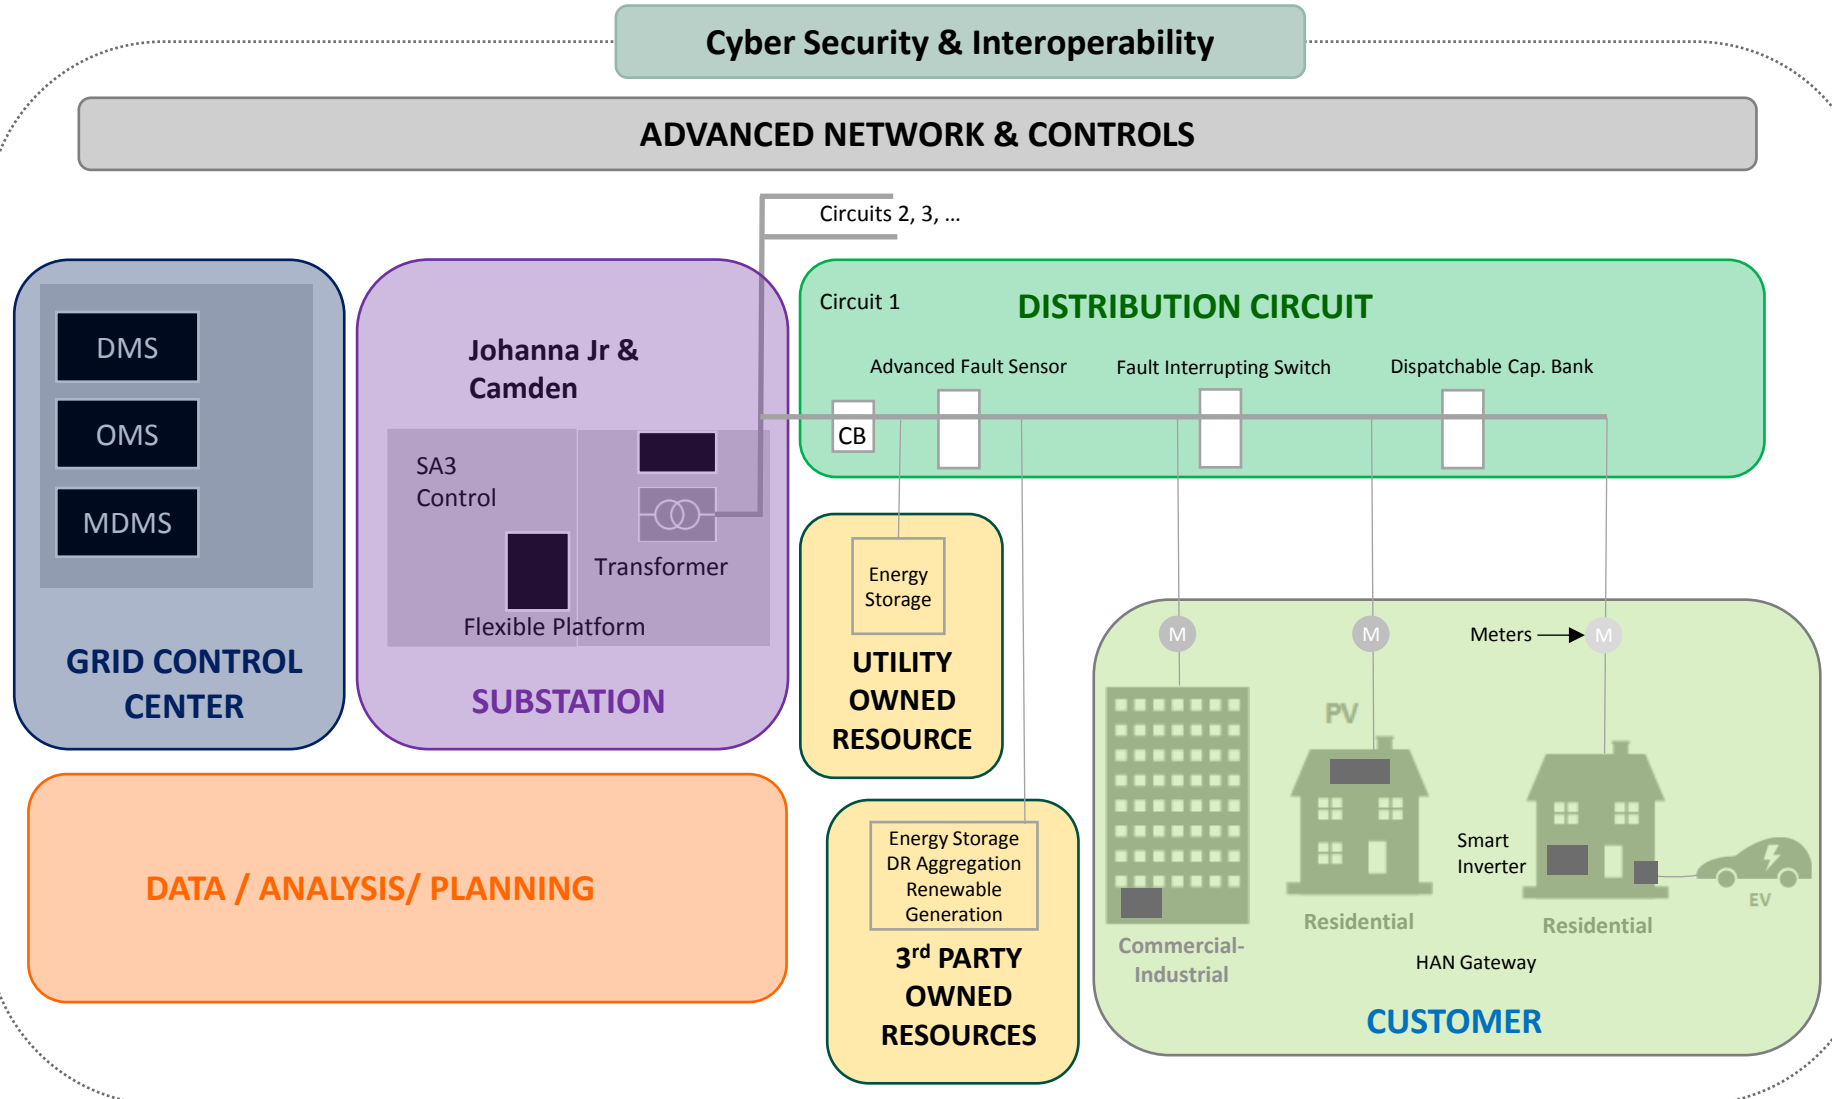 Cyber Security & Interoperability
ADVANCED NETWORK & CONTROLS
Circuits 2, 3, ...
DMS
OMS
MDMS
GRID CONTROL
CENTER
Johanna Jr &
Camden
SA3
Control
Transformer
Flexible Platform
SUBSTATION
Circuit 1
DISTRIBUTION CIRCUIT
Advanced Fault Sensor
Fault Interrupting Switch
Dispatchable Cap. Bank
CB
Energy
Storage
UTILITY
OWNED
RESOURCE
Energy Storage
DR Aggregation
Renewable
Generation
3rd PARTY
OWNED
RESOURCES
M
M
Meters
M
PV
Smart
Inverter
EV
Commercial-
Industrial
Residential
Residential
HAN Gateway
CUSTOMER
DATA / ANALYSIS/ PLANNING